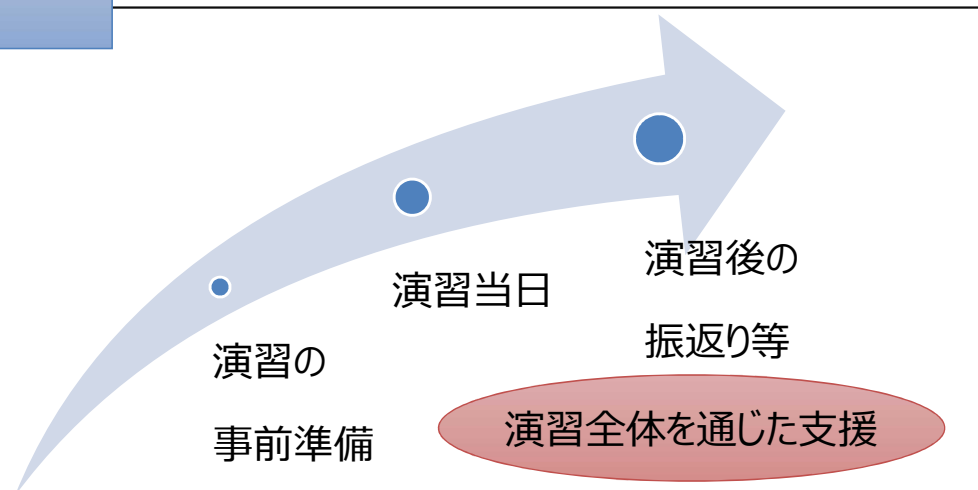 演習の
事前準備
演習当日
演習後の
振返り等
演習全体を通じた支援